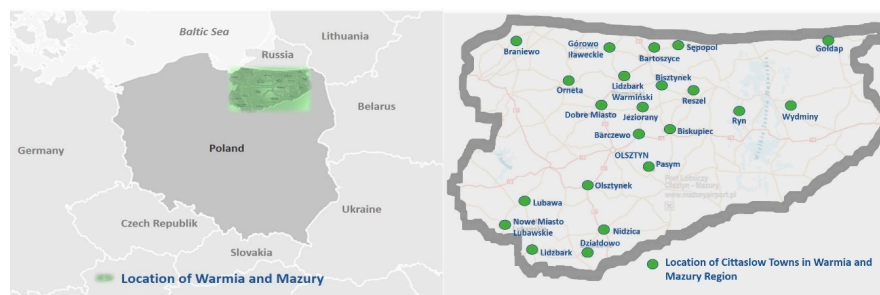 Baltic Sea
Lithuania
Russia
Belarus
Germany
Poland
Ukraine
Czech Republik
Slovakia
Location of Warmia and Mazury
Braniewo
Górowo
Iławeckie
Bartoszyce
Sępopol
Gołdap
Orneta
Lidzbark
Warmiński
Bisztynek
Reszel
Dobre Miasto
Jeziorany
Ryn
Wydminy
Barczewo
Biskupiec
OLSZTYN
Pasym
Olsztynek
Lubawa
Nowe Miasto
Lubawskie
Nidzica
Działdowo
Lidzbark
Location of Cittaslow Towns in Warmia and
Mazury Region